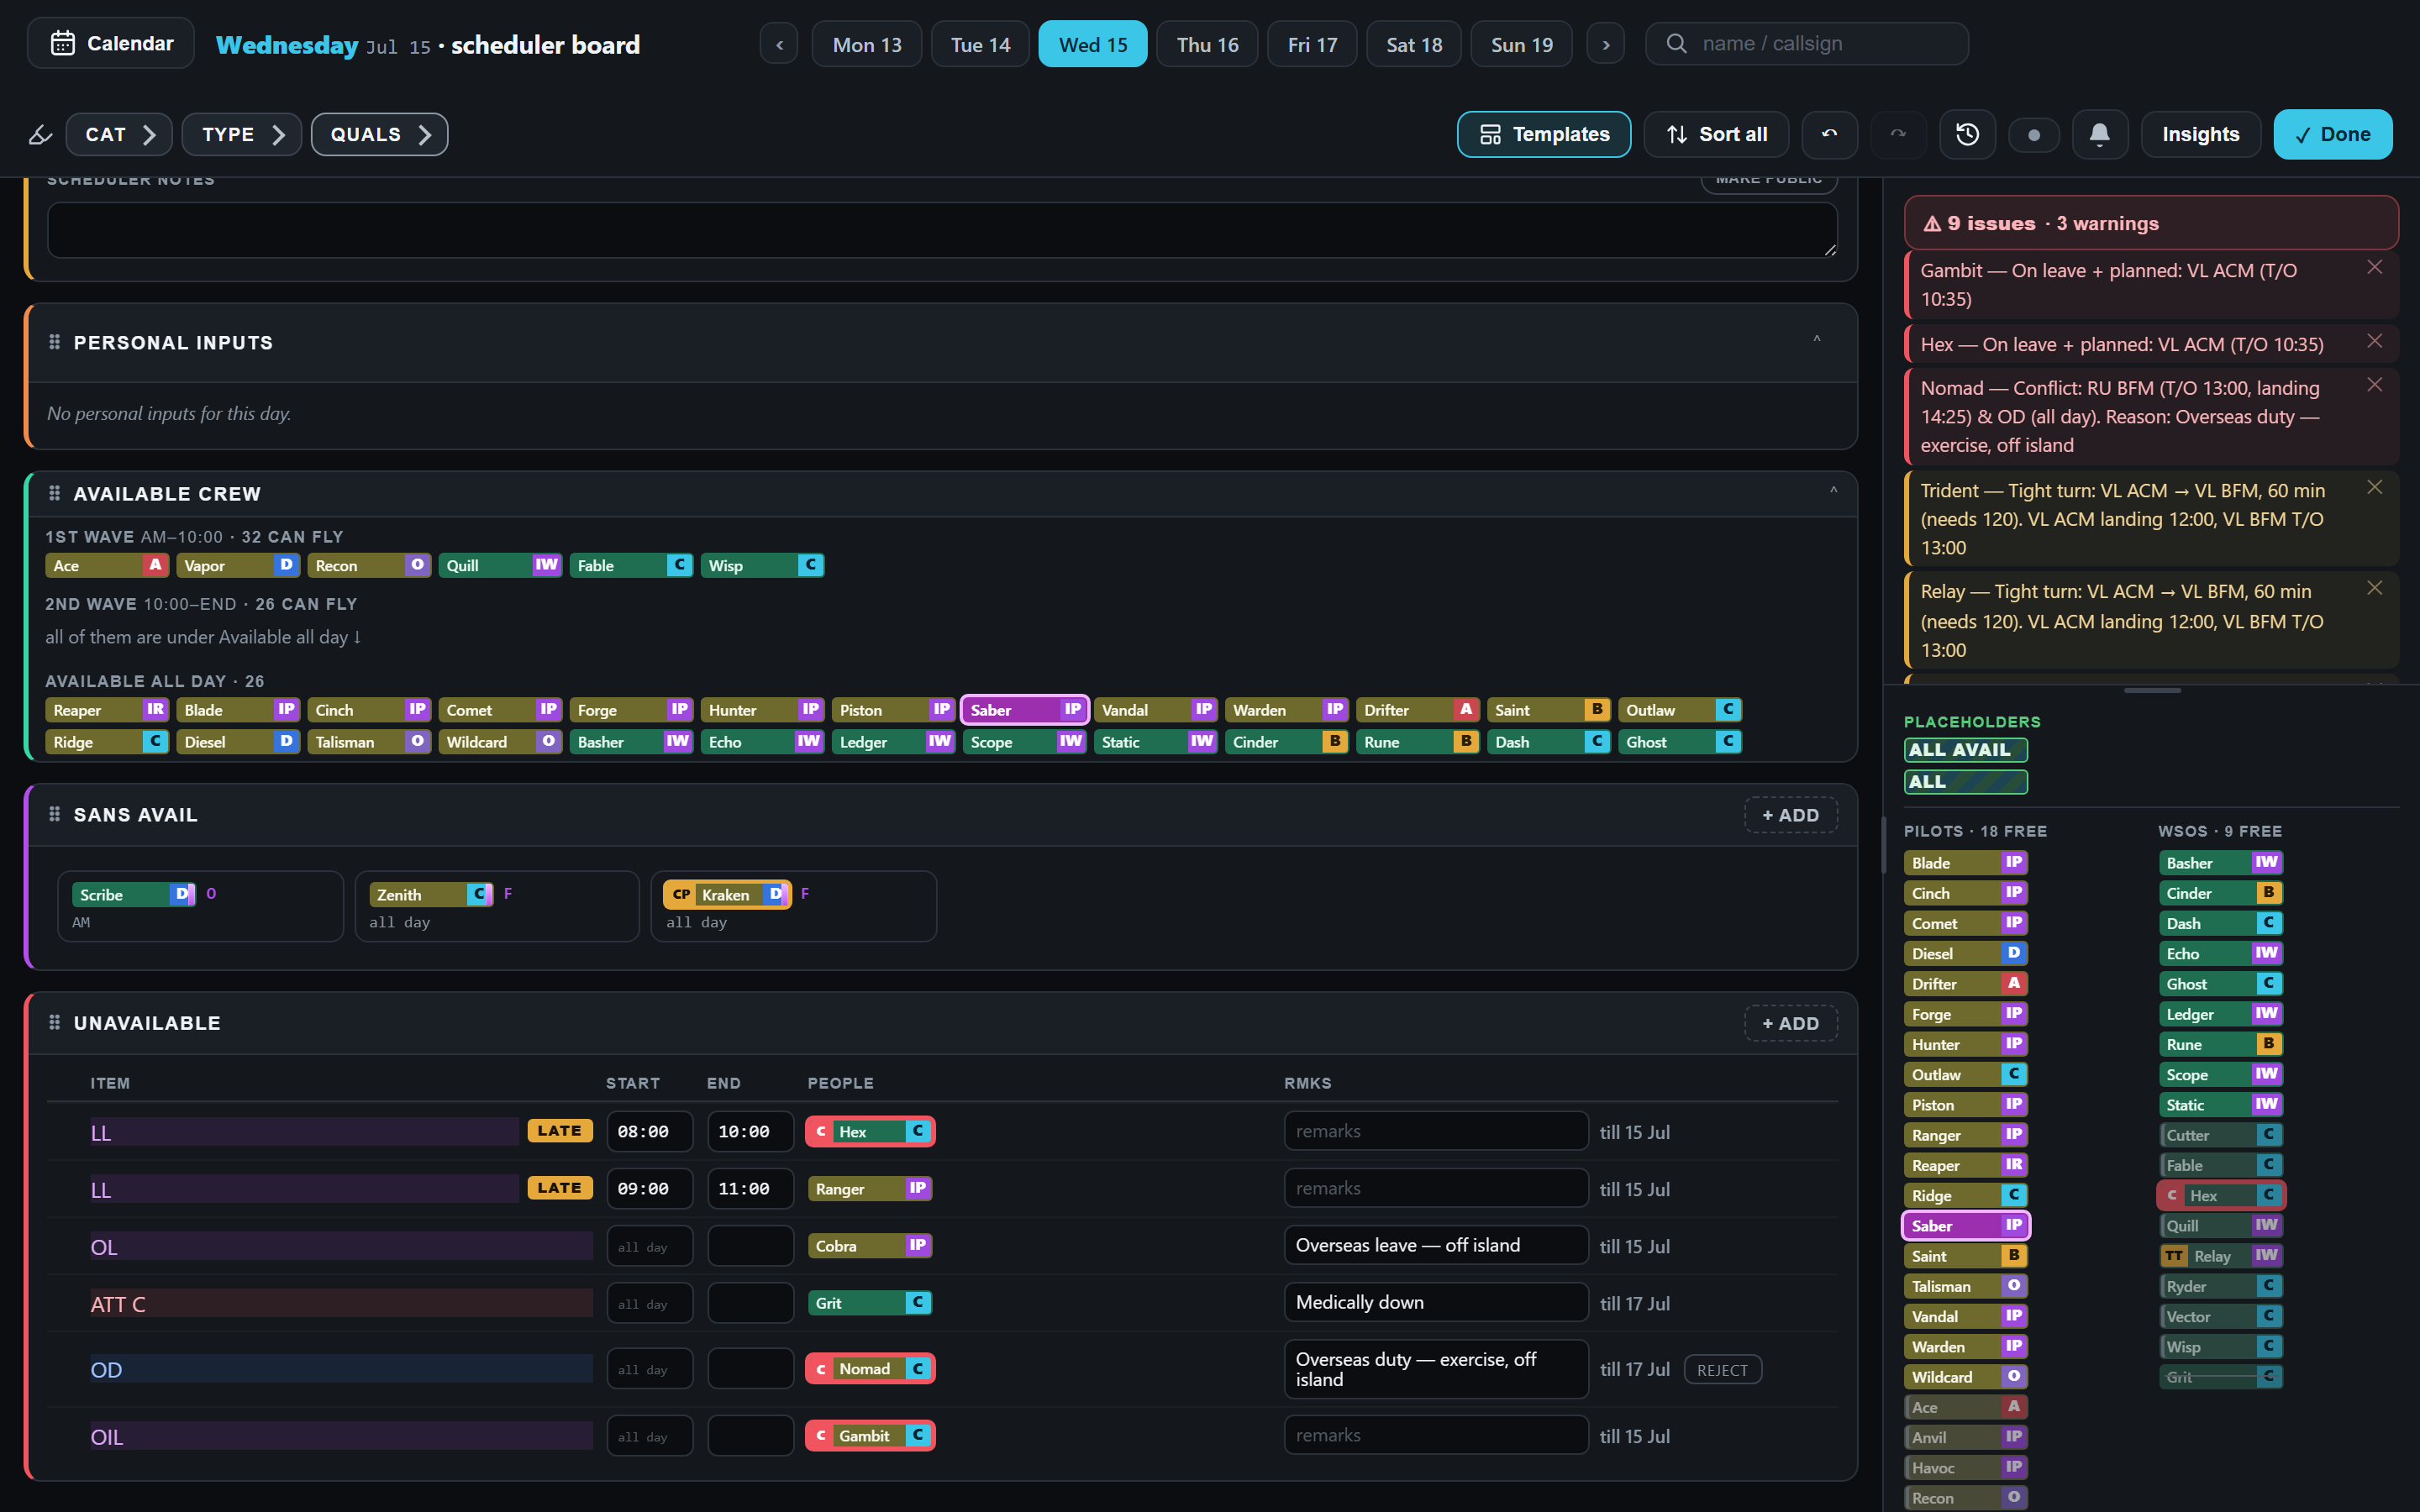 Calendar
Wednesday Jul 15 · scheduler board
‹ Mon 13 Tue 14 Wed 15 Thu 16 Fri 17 Sat 18 Sun 19 ›
name / callsign
CAT TYPE QUALS
Templates Sort all Insights ✓ Done
SCHEDULER NOTES
MAKE PUBLIC
PERSONAL INPUTS
No personal inputs for this day.
AVAILABLE CREW
1ST WAVE AM–10:00 · 32 CAN FLY
Ace A Vapor D Recon O Quill IW Fable C Wisp C
2ND WAVE 10:00–END · 26 CAN FLY
all of them are under Available all day ↓
AVAILABLE ALL DAY · 26
Reaper IR Blade IP Cinch IP Comet IP Forge IP Hunter IP Piston IP Saber IP Vandal IP Warden IP Drifter A Saint B Outlaw C
Ridge C Diesel D Talisman O Wildcard O Basher IW Echo IW Ledger IW Scope IW Static IW Cinder B Rune B Dash C Ghost C
SANS AVAIL
+ ADD
Scribe D O
AM
Zenith C F
all day
CP Kraken D F
all day
UNAVAILABLE
+ ADD
ITEM START END PEOPLE RMKS
LL LATE 08:00 10:00 C Hex C remarks till 15 Jul
LL LATE 09:00 11:00 Ranger IP remarks till 15 Jul
OL all day Cobra IP Overseas leave — off island till 15 Jul
ATT C all day Grit C Medically down till 17 Jul
OD all day C Nomad C Overseas duty — exercise, off island till 17 Jul REJECT
OIL all day C Gambit C remarks till 15 Jul
⚠ 9 issues · 3 warnings
Gambit — On leave + planned: VL ACM (T/O
10:35)
Hex — On leave + planned: VL ACM (T/O 10:35)
Nomad — Conflict: RU BFM (T/O 13:00, landing
14:25) & OD (all day). Reason: Overseas duty —
exercise, off island
Trident — Tight turn: VL ACM → VL BFM, 60 min
(needs 120). VL ACM landing 12:00, VL BFM T/O
13:00
Relay — Tight turn: VL ACM → VL BFM, 60 min
(needs 120). VL ACM landing 12:00, VL BFM T/O
13:00
PLACEHOLDERS
ALL AVAIL
ALL
PILOTS · 18 FREE
Blade IP
Cinch IP
Comet IP
Diesel D
Drifter A
Forge IP
Hunter IP
Outlaw C
Piston IP
Ranger IP
Reaper IR
Ridge C
Saber IP
Saint B
Talisman O
Vandal IP
Warden IP
Wildcard O
Ace A
Anvil IP
Havoc IP
Recon O
WSOS · 9 FREE
Basher IW
Cinder B
Dash C
Echo IW
Ghost C
Ledger IW
Rune B
Scope IW
Static IW
Cutter C
Fable C
C Hex C
Quill IW
TT Relay IW
Ryder C
Vector C
Wisp C
Grit C